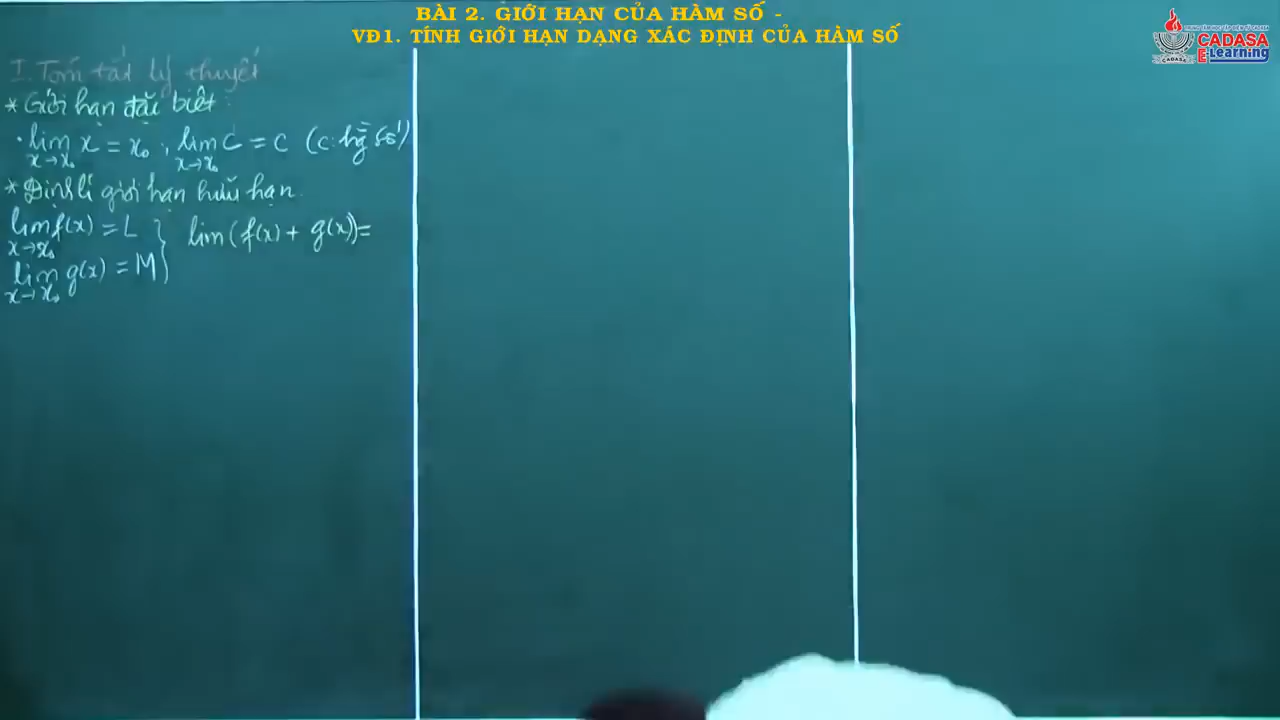 BÀI 2. GIỚI HẠN CỦA HÀM SỐ -
VĐ1. TÍNH GIỚI HẠN DẠNG XÁC ĐỊNH CỦA HÀM SỐ
CADASA
E-Learning
CADASA
I. Tóm tắt lý thuyết
* Giới hạn đặc biệt:
· lim x = x₀ ; lim C = C (C: hg số)
x→x₀ x→x₀
* Định lí giới hạn hữu hạn.
lim f(x) = L } lim (f(x) + g(x)) =
x→x₀
lim g(x) = M
x→x₀